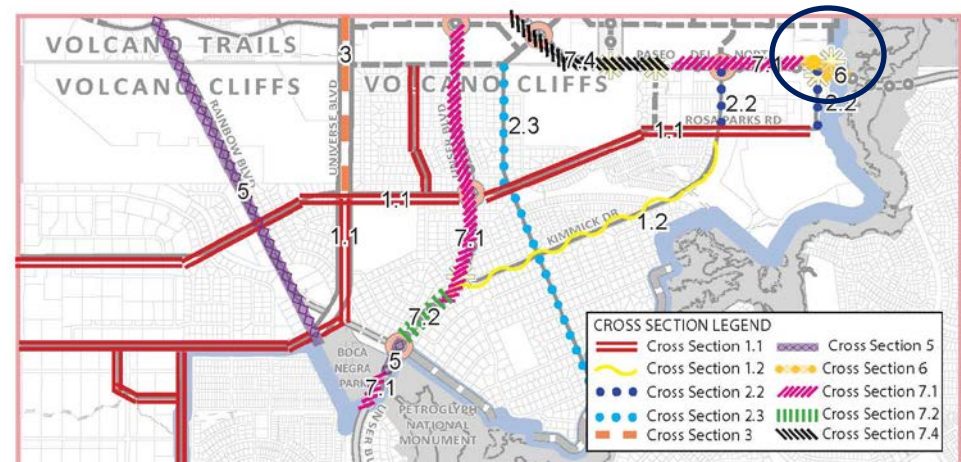 VOLCANO TRAILS
VOLCANO CLIFFS
VOLCANO CLIFFS
3
UNIVERSE BLVD
RAINBOW BLVD
UNSER BLVD
7.4
PASEO DEL NORTE
7.1
6
2.2
2.2
2.3
ROSA PARKS RD
1.1
5
1.1
1.1
7.1
KIMMICK DR
1.2
7.2
5
BOCA
NEGRA
PARK
7.1
PETROGLYPH
NATIONAL
MONUMENT
UNSER BL
CROSS SECTION LEGEND
Cross Section 1.1
Cross Section 1.2
Cross Section 2.2
Cross Section 2.3
Cross Section 3
Cross Section 5
Cross Section 6
Cross Section 7.1
Cross Section 7.2
Cross Section 7.4